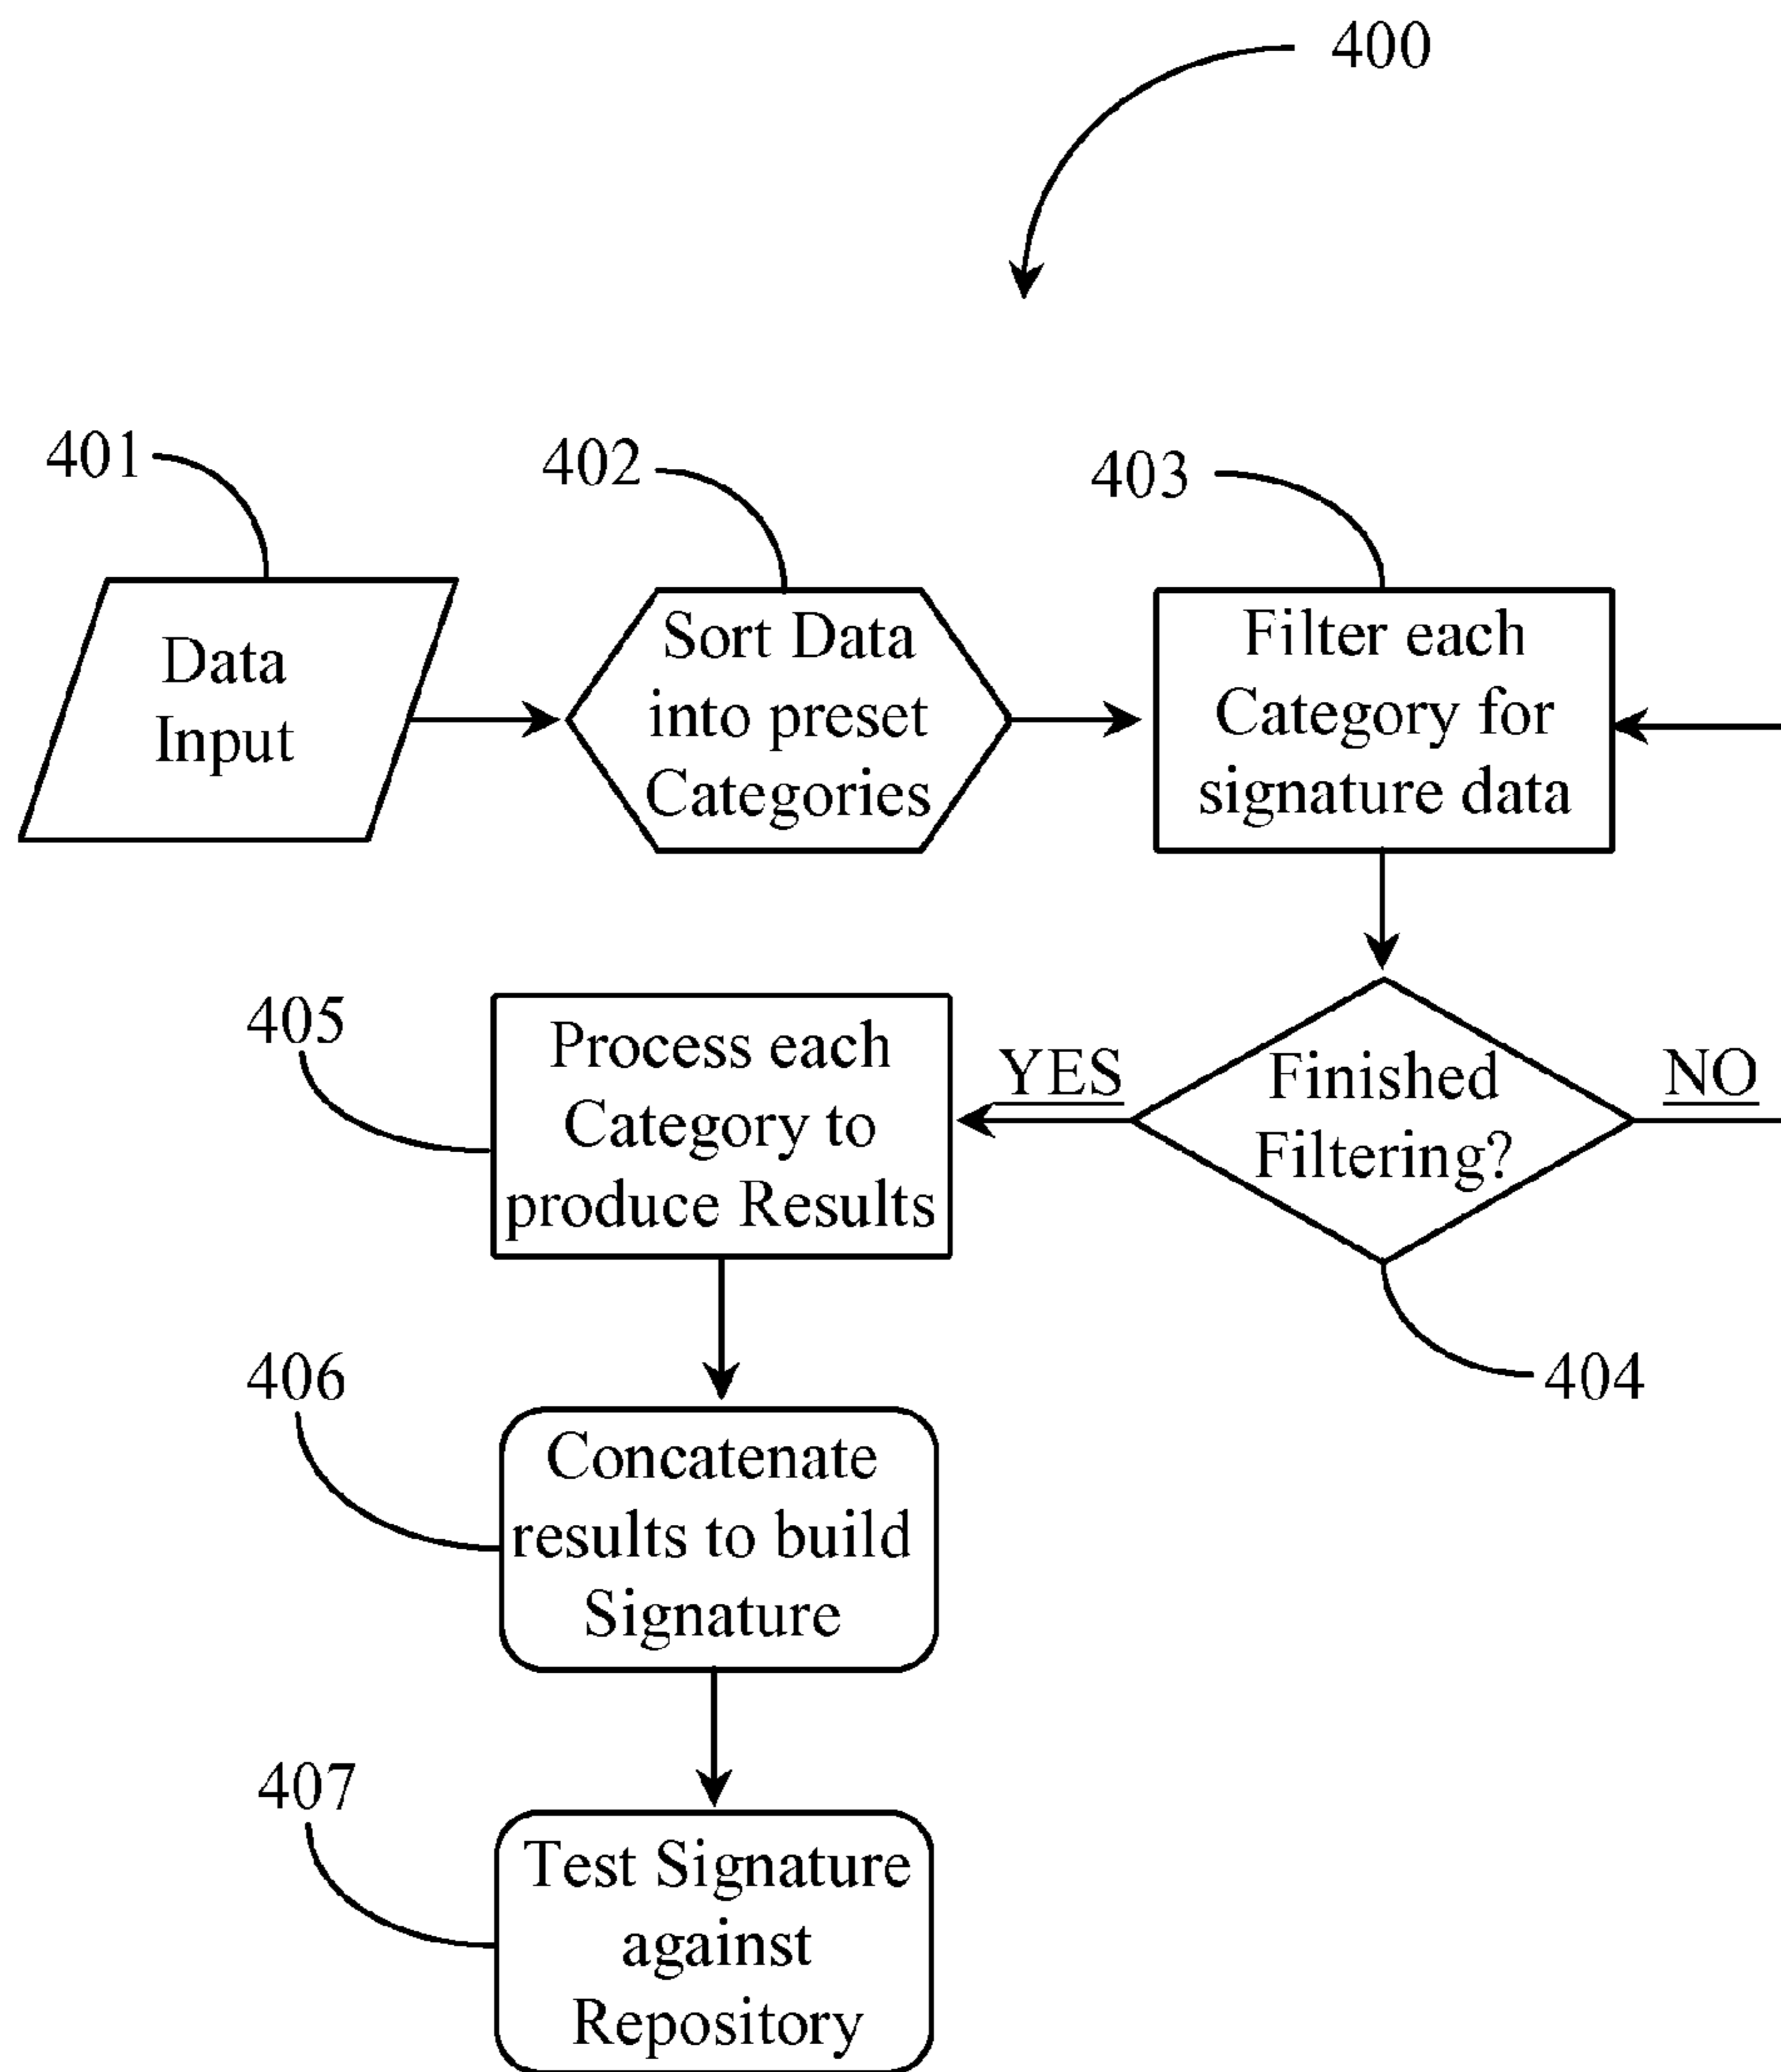 400
401
402
403
Data
Input
Sort Data
into preset
Categories
Filter each
Category for
signature data
405
Process each
Category to
produce Results
YES
Finished
Filtering?
NO
404
406
Concatenate
results to build
Signature
407
Test Signature
against
Repository